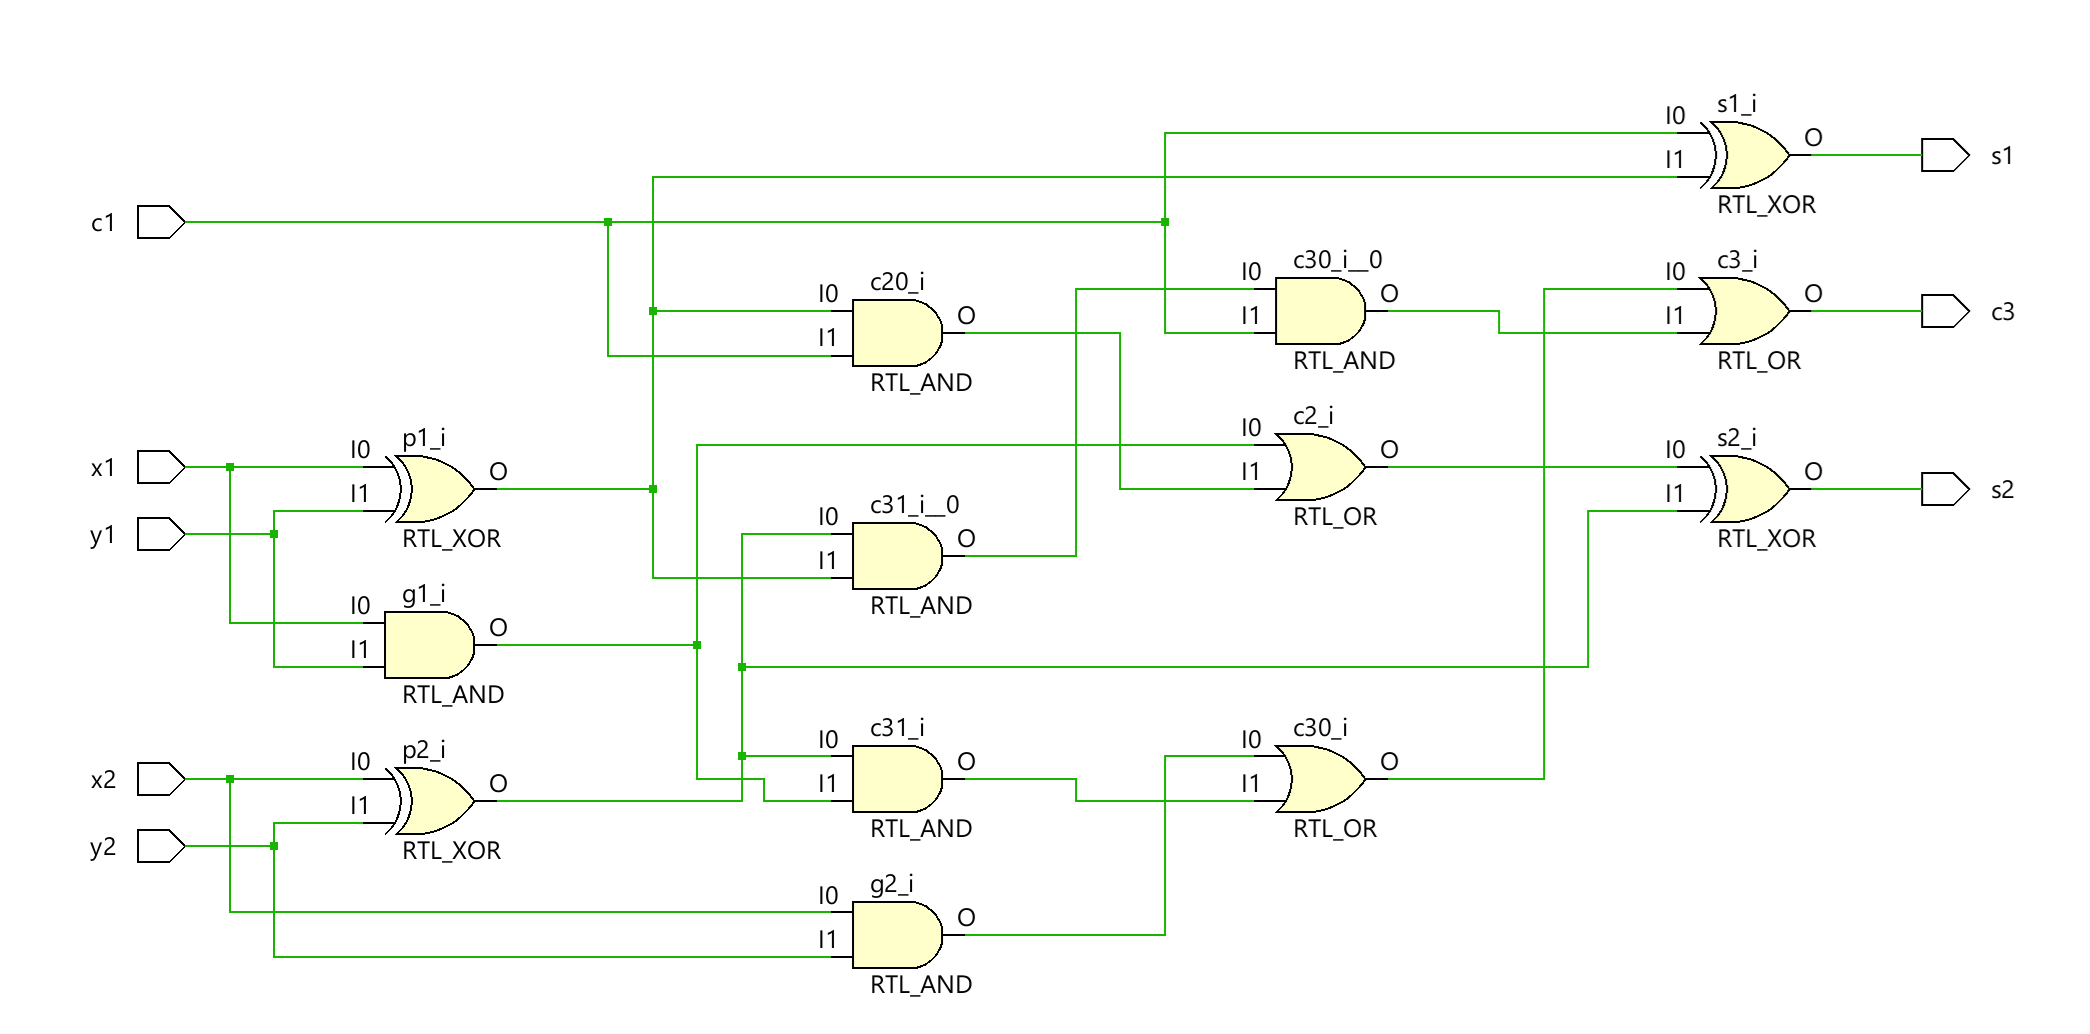 s1_i
I0
O
I1
s1
RTL_XOR
c1
c20_i
I0
O
I1
RTL_AND
c30_i__0
I0
O
I1
RTL_AND
c3_i
I0
O
I1
c3
RTL_OR
c2_i
I0
O
I1
RTL_OR
s2_i
I0
O
I1
s2
RTL_XOR
x1
y1
p1_i
I0
O
I1
RTL_XOR
c31_i__0
I0
O
I1
RTL_AND
g1_i
I0
O
I1
RTL_AND
x2
y2
p2_i
I0
O
I1
RTL_XOR
c31_i
I0
O
I1
RTL_AND
c30_i
I0
O
I1
RTL_OR
g2_i
I0
O
I1
RTL_AND